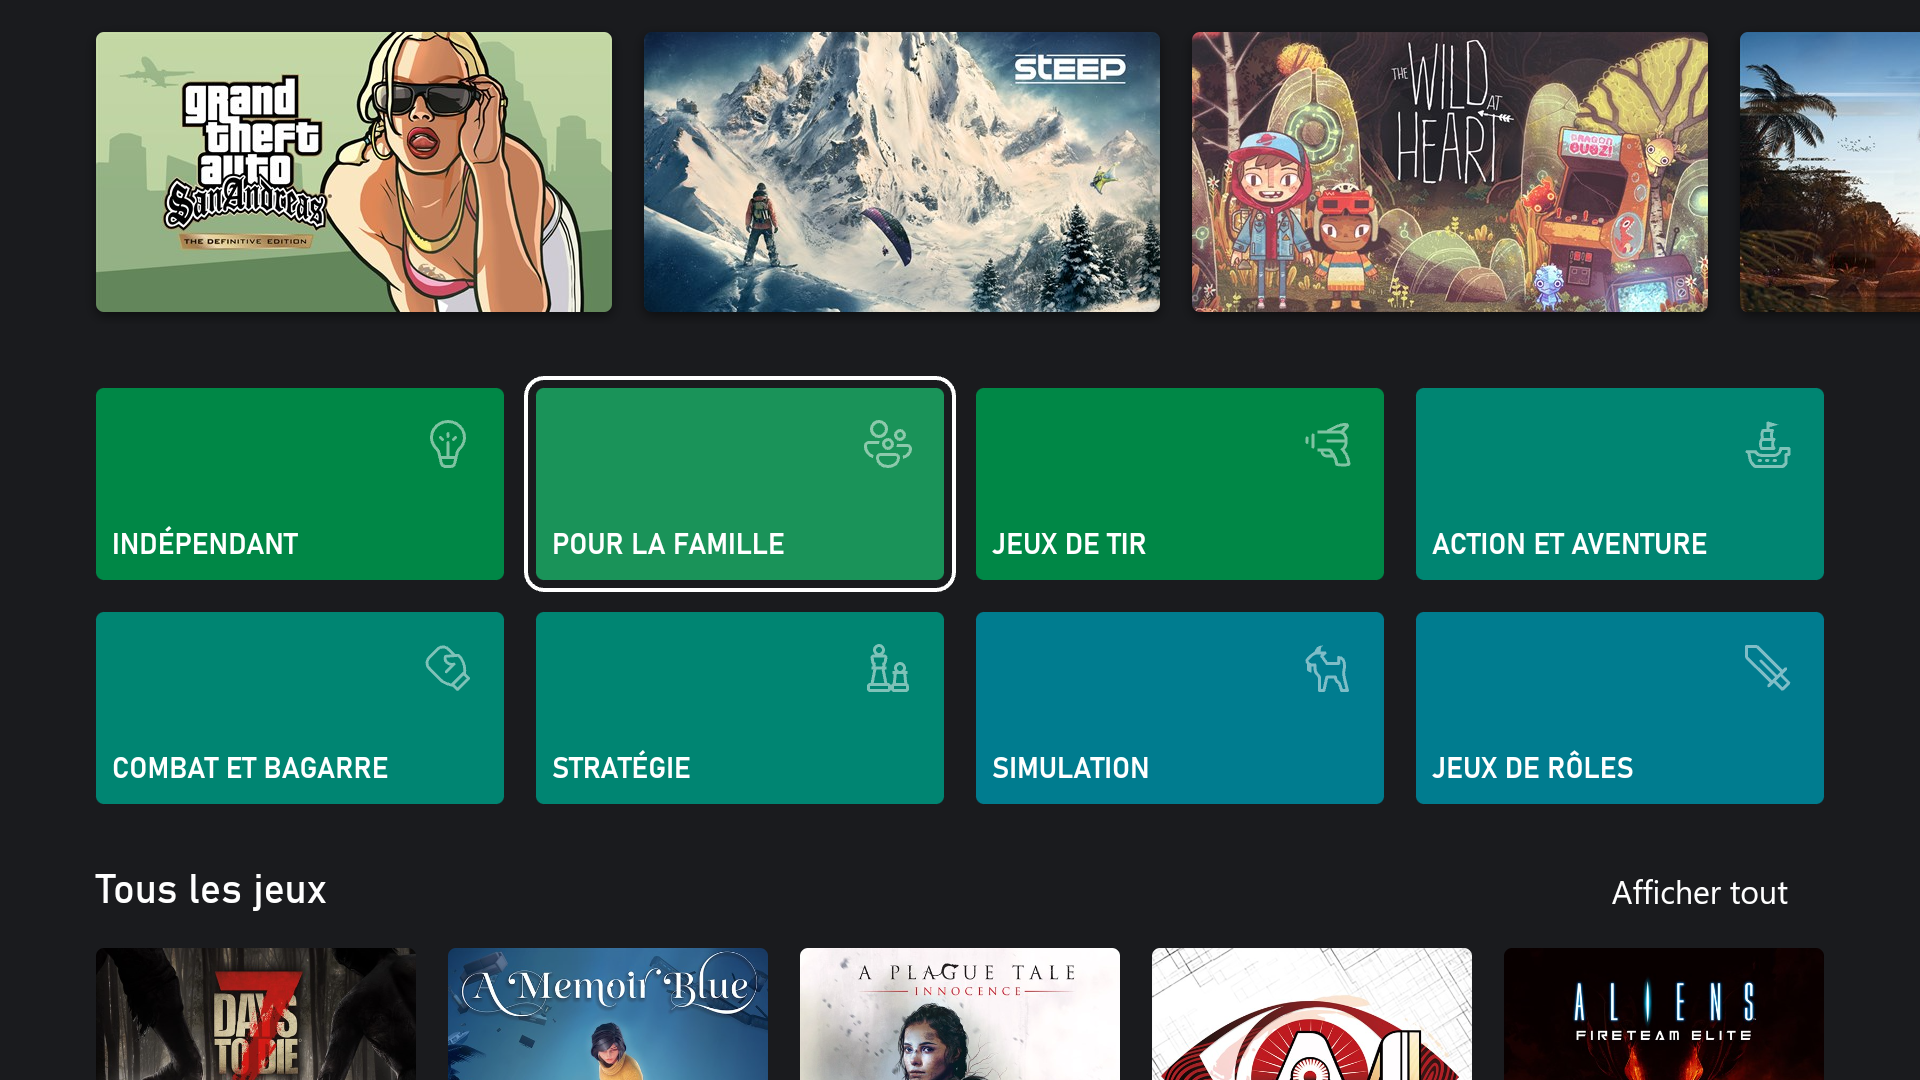 grand
theft
auto
San Andreas
THE DEFINITIVE EDITION
STEEP
THE WILD
AT
HEART
DRAGON
BUGZ!
INDÉPENDANT
POUR LA FAMILLE
JEUX DE TIR
ACTION ET AVENTURE
COMBAT ET BAGARRE
STRATÉGIE
SIMULATION
JEUX DE RÔLES
Tous les jeux
Afficher tout
7
DAYS
TO DIE
A Memoir Blue
A PLAGUE TALE
INNOCENCE
ALIENS
FIRETEAM ELITE